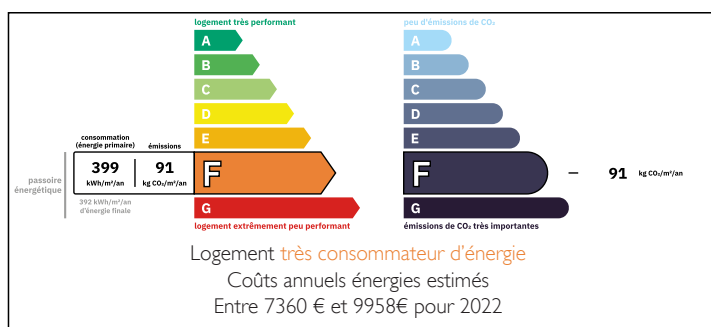 logement très performant
A
B
C
D
E
consommation
(énergie primaire)
émissions
399
kWh/m²/an
91
kg CO₂/m²/an
F
passoire
énergétique
392 kWh/m²/an
d'énergie finale
G
logement extrêmement peu performant
peu d'émissions de CO₂
A
B
C
D
E
F
91 kg CO₂/m²/an
G
émissions de CO₂ très importantes
Logement très consommateur d'énergie
Coûts annuels énergies estimés
Entre 7360 € et 9958€ pour 2022